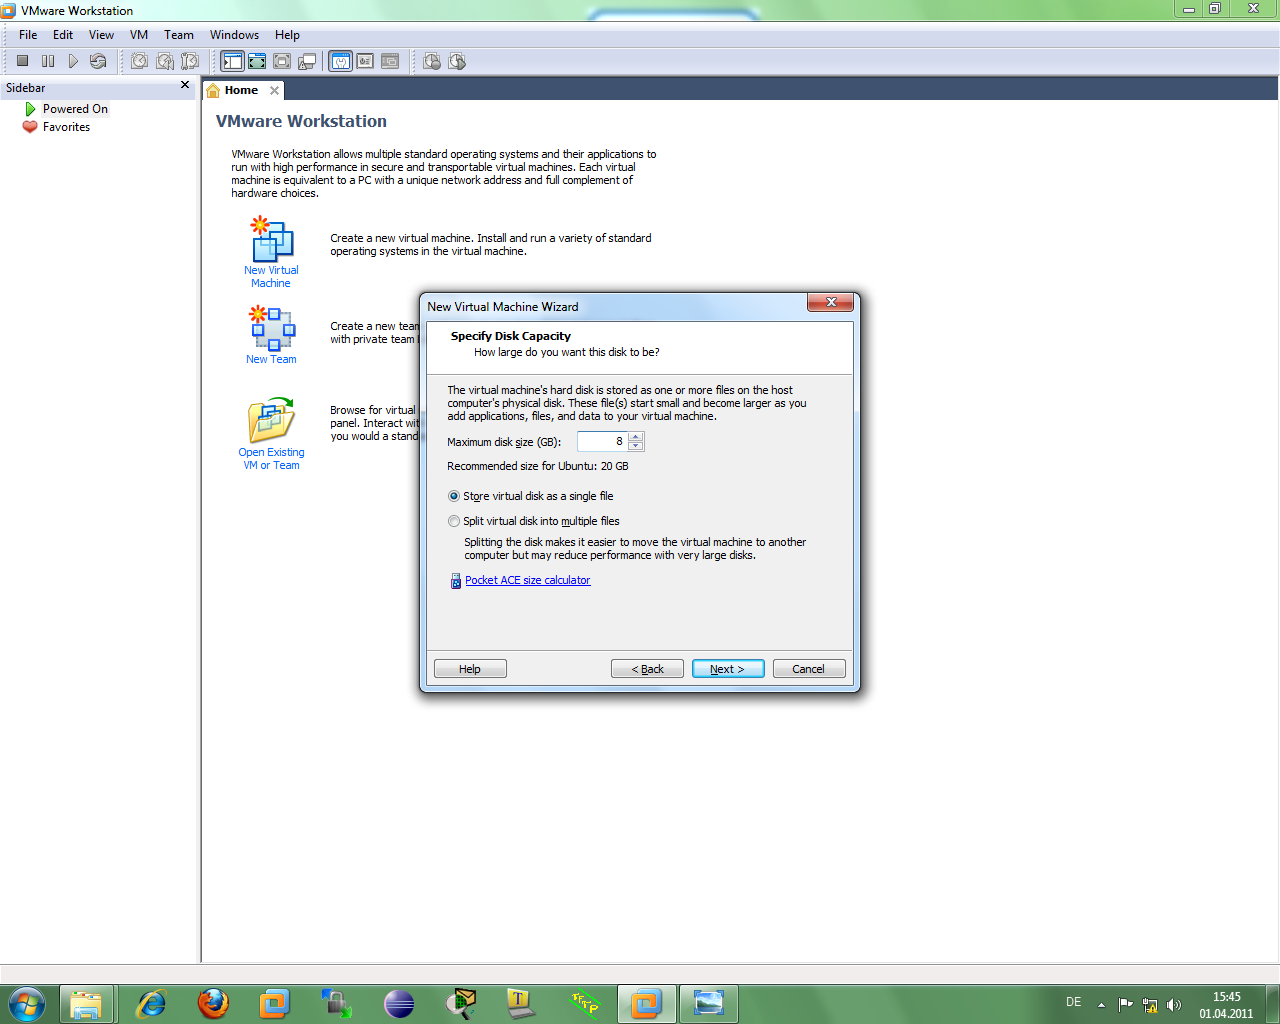 VMware Workstation
File Edit View VM Team Windows Help
Sidebar
Powered On
Favorites
Home
VMware Workstation
VMware Workstation allows multiple standard operating systems and their applications to
run with high performance in secure and transportable virtual machines. Each virtual
machine is equivalent to a PC with a unique network address and full complement of
hardware choices.
New Virtual
Machine
Create a new virtual machine. Install and run a variety of standard
operating systems in the virtual machine.
New Team
Create a new team
with private team
Open Existing
VM or Team
Browse for virtual
panel. Interact wit
you would a stand
New Virtual Machine Wizard
Specify Disk Capacity
How large do you want this disk to be?
The virtual machine's hard disk is stored as one or more files on the host
computer's physical disk. These file(s) start small and become larger as you
add applications, files, and data to your virtual machine.
Maximum disk size (GB): 8
Recommended size for Ubuntu: 20 GB
Store virtual disk as a single file
Split virtual disk into multiple files
Splitting the disk makes it easier to move the virtual machine to another
computer but may reduce performance with very large disks.
Pocket ACE size calculator
Help < Back Next > Cancel
DE
15:45
01.04.2011